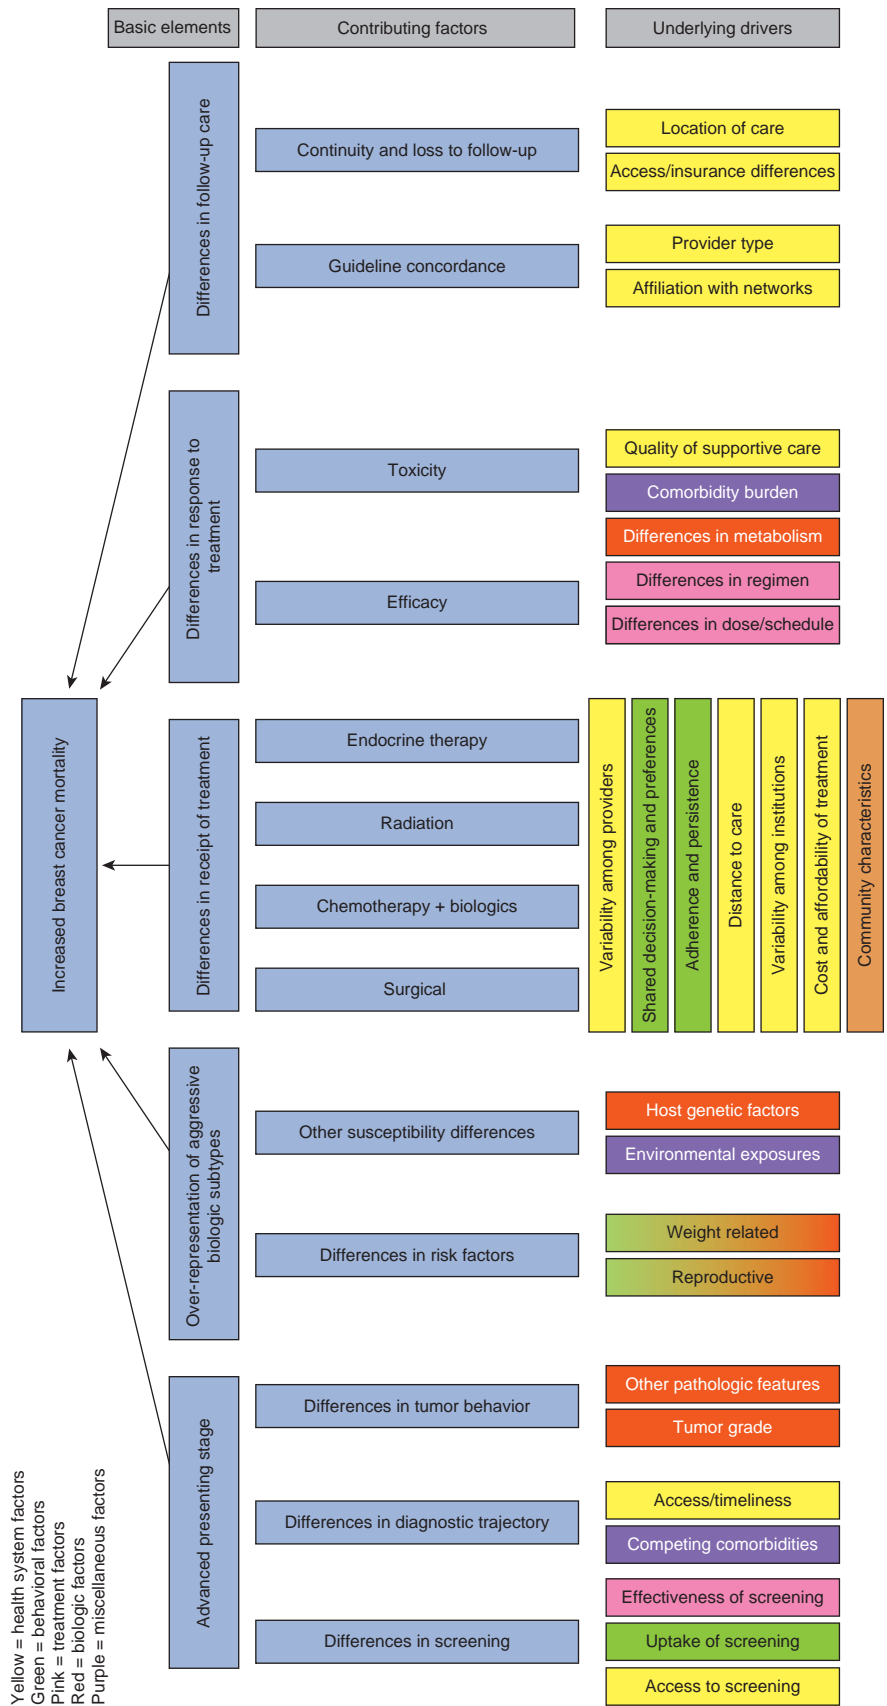 Basic elements
Contributing factors
Underlying drivers
Differences in follow-up care
Continuity and loss to follow-up
Location of care
Access/insurance differences
Guideline concordance
Provider type
Affiliation with networks
Differences in response to
treatment
Toxicity
Quality of supportive care
Comorbidity burden
Differences in metabolism
Efficacy
Differences in regimen
Differences in dose/schedule
Increased breast cancer mortality
Differences in receipt of treatment
Endocrine therapy
Radiation
Chemotherapy + biologics
Surgical
Variability among providers
Shared decision-making and preferences
Adherence and persistence
Distance to care
Variability among institutions
Cost and affordability of treatment
Community characteristics
Over-representation of aggressive
biologic subtypes
Other susceptibility differences
Host genetic factors
Environmental exposures
Differences in risk factors
Weight related
Reproductive
Advanced presenting stage
Differences in tumor behavior
Other pathologic features
Tumor grade
Differences in diagnostic trajectory
Access/timeliness
Competing comorbidities
Differences in screening
Effectiveness of screening
Uptake of screening
Access to screening
Yellow = health system factors
Green = behavioral factors
Pink = treatment factors
Red = biologic factors
Purple = miscellaneous factors